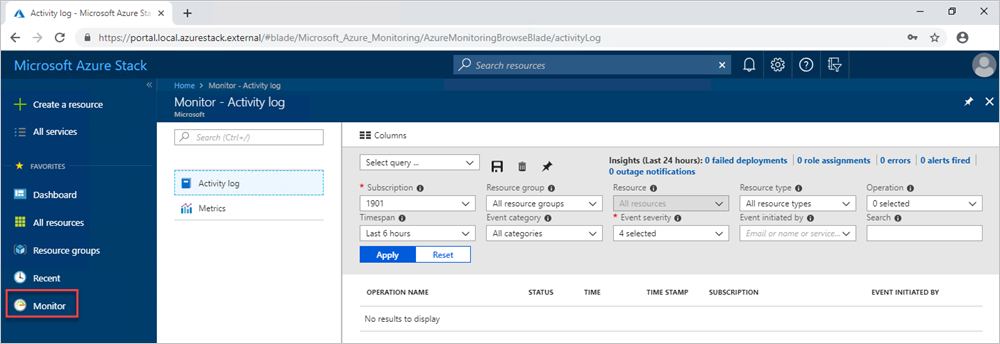 Activity log - Microsoft Azure Sta
https://portal.local.azurestack.external/#blade/Microsoft_Azure_Monitoring/AzureMonitoringBrowseBlade/activityLog
Microsoft Azure Stack
Search resources
Home > Monitor - Activity log
Monitor - Activity log
Microsoft
Create a resource
All services
FAVORITES
Dashboard
All resources
Resource groups
Recent
Monitor
Search (Ctrl+/)
Activity log
Metrics
Columns
Select query ...
Insights (Last 24 hours): 0 failed deployments | 0 role assignments | 0 errors | 0 alerts fired |
0 outage notifications
* Subscription
Resource group
Resource
Resource type
Operation
1901
All resource groups
All resources
All resource types
0 selected
Timespan
Event category
* Event severity
Event initiated by
Search
Last 6 hours
All categories
4 selected
Email or name or service...
Apply
Reset
OPERATION NAME
STATUS
TIME
TIME STAMP
SUBSCRIPTION
EVENT INITIATED BY
No results to display